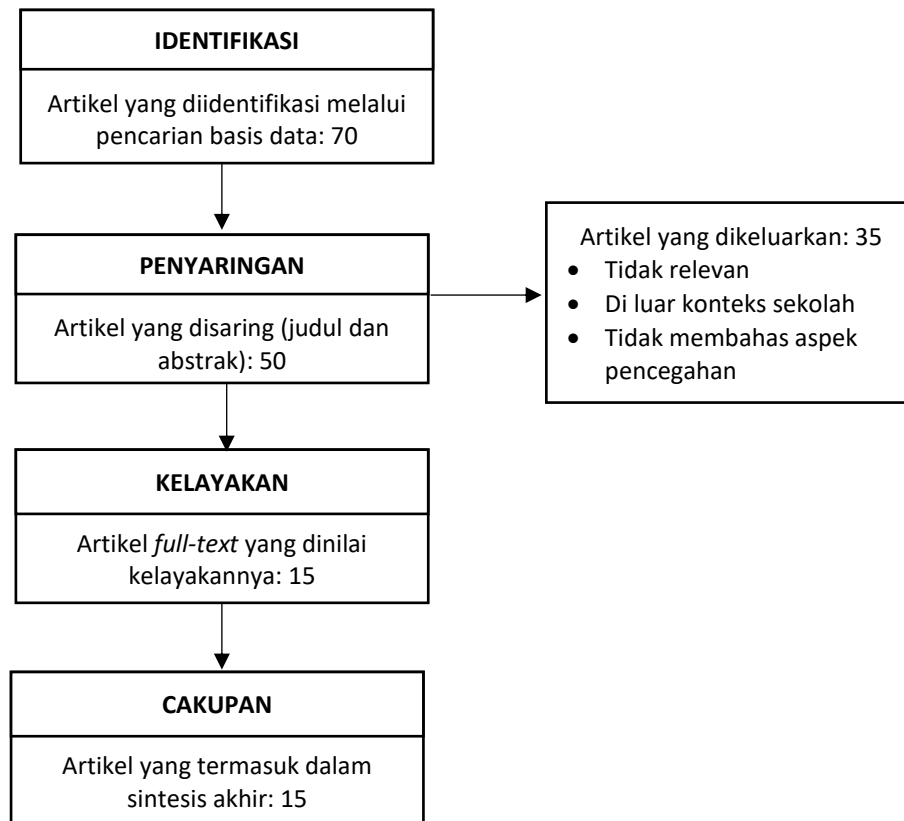 IDENTIFIKASI
Artikel yang diidentifikasi melalui
pencarian basis data: 70
PENYARINGAN
Artikel yang disaring (judul dan
abstrak): 50
Artikel yang dikeluarkan: 35
• Tidak relevan
• Di luar konteks sekolah
• Tidak membahas aspek
pencegahan
KELAYAKAN
Artikel full-text yang dinilai
kelayakannya: 15
CAKUPAN
Artikel yang termasuk dalam
sintesis akhir: 15